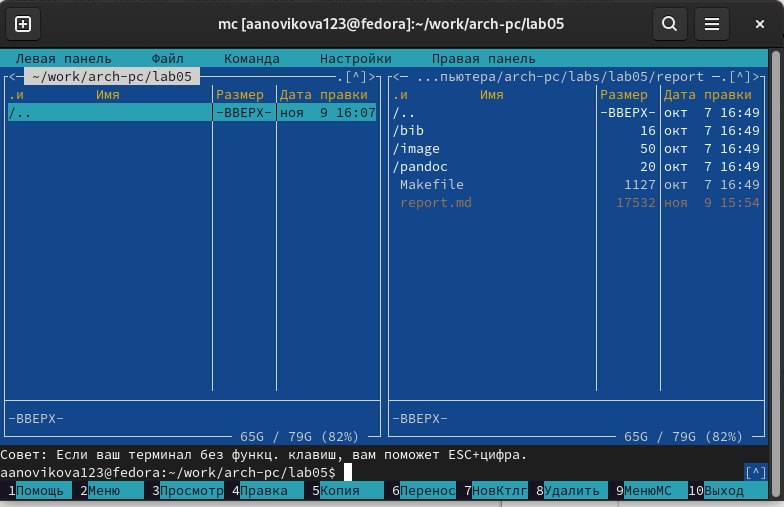 mc [aanovikova123@fedora]:~/work/arch-pc/lab05
Левая панель Файл Команда Настройки Правая панель
<─ ~/work/arch-pc/lab05 ─.[^]>
.и Имя Размер Дата правки
/.. -ВВЕРХ- ноя 9 16:07
-ВВЕРХ-
65G / 79G (82%)
<─ ...пьютера/arch-pc/labs/lab05/report ─.[^]>
.и Имя Размер Дата правки
/.. -ВВЕРХ- окт 7 16:49
/bib 16 окт 7 16:49
/image 50 окт 7 16:49
/pandoc 20 окт 7 16:49
Makefile 1127 окт 7 16:49
report.md 17532 ноя 9 15:54
-ВВЕРХ-
65G / 79G (82%)
Совет: Если ваш терминал без функц. клавиш, вам поможет ESC+цифра.
aanovikova123@fedora:~/work/arch-pc/lab05$ [^]
1Помощь 2Меню 3Просмотр 4Правка 5Копия 6Перенос 7НовКтлг 8Удалить 9МенюМС 10Выход